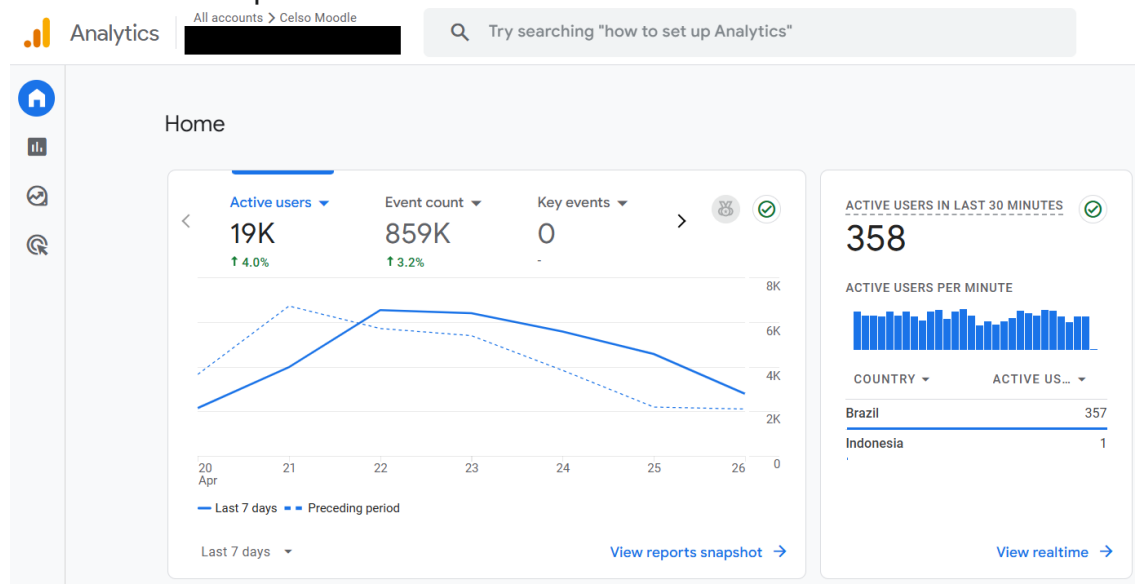 All accounts > Celso Moodle
Analytics
Try searching "how to set up Analytics"
Home
Active users
19K
↑ 4.0%
Event count
859K
↑ 3.2%
Key events
0
-
8K
6K
4K
2K
0
20 Apr
21
22
23
24
25
26
Last 7 days
Preceding period
Last 7 days
View reports snapshot →
ACTIVE USERS IN LAST 30 MINUTES
358
ACTIVE USERS PER MINUTE
COUNTRY
ACTIVE US...
Brazil 357
Indonesia 1
View realtime →